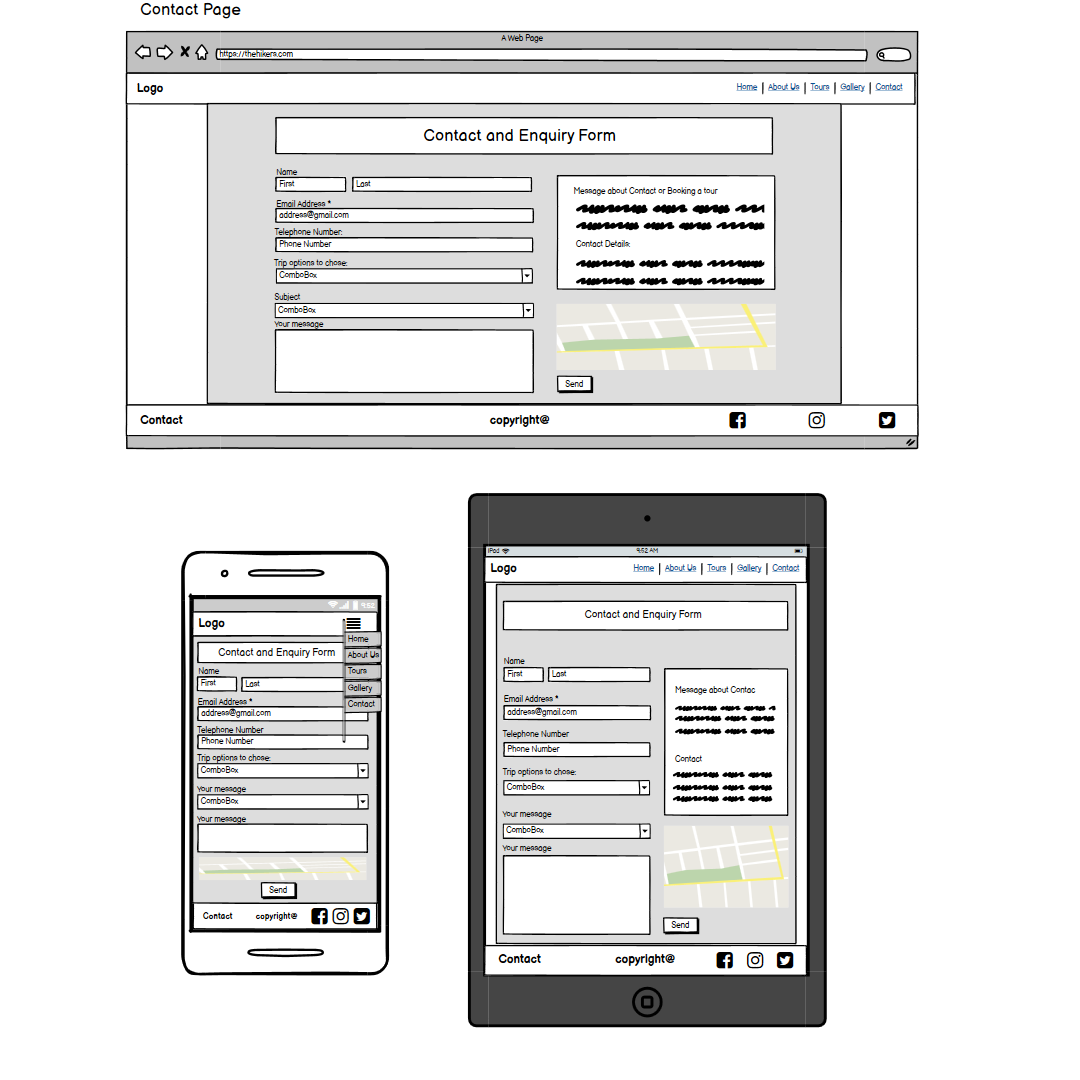 Contact Page
A Web Page
https://thehikers.com
Logo
Home | About Us | Tours | Gallery | Contact
Contact and Enquiry Form
Name
First Last
Email Address *
address@gmail.com
Telephone Number:
Phone Number
Trip options to chose:
ComboBox
Subject
ComboBox
Your message
Message about Contact or Booking a tour
Contact Details:
Send
Contact copyright@
9:52
Logo
Home
About Us
Tours
Gallery
Contact
Contact and Enquiry Form
Name
First Last
Email Address *
address@gmail.com
Telephone Number
Phone Number
Trip options to chose:
ComboBox
Your message
ComboBox
Your message
Send
Contact copyright@
iPad 9:52 AM
Logo Home | About Us | Tours | Gallery | Contact
Contact and Enquiry Form
Name
First Last
Email Address *
address@gmail.com
Telephone Number
Phone Number
Trip options to chose:
ComboBox
Your message
ComboBox
Your message
Message about Contac
Contact
Send
Contact copyright@